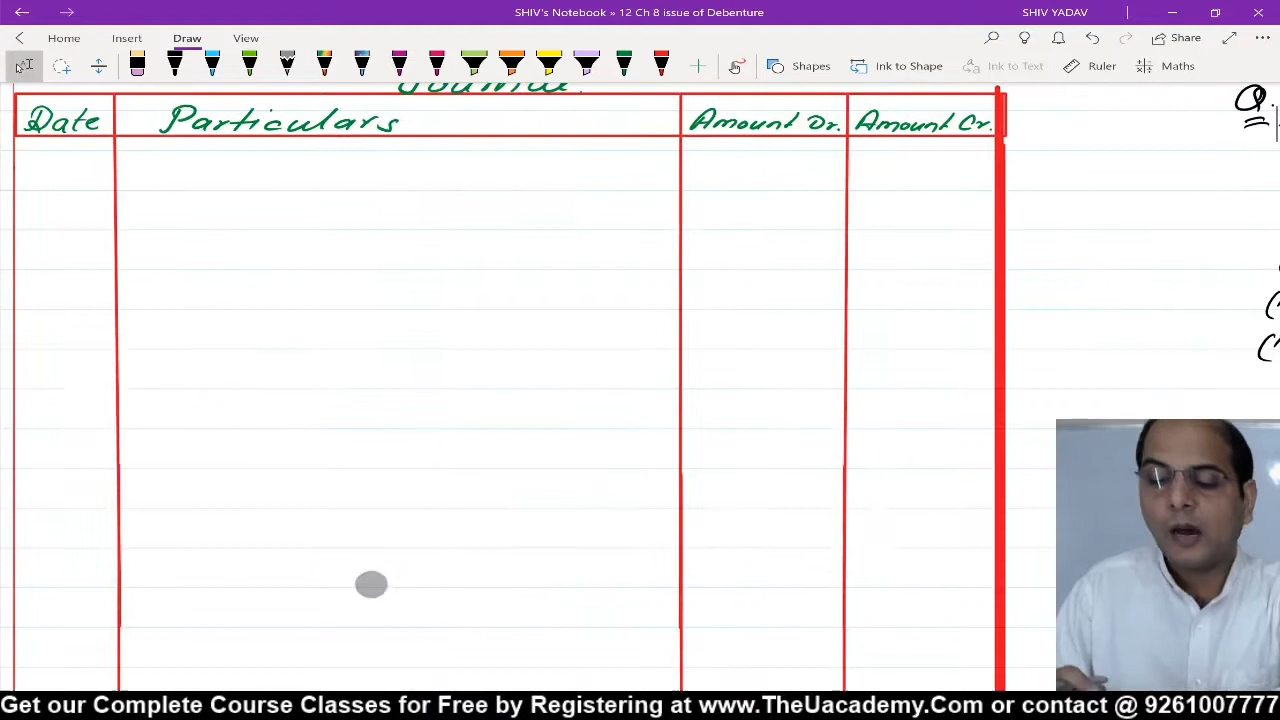 SHIV's Notebook » 12 Ch 8 issue of Debenture
SHIV YADAV
Home Insert Draw View
Share
Shapes
Ink to Shape
Ink to Text
Ruler
Maths
Date Particulars Amount Dr. Amount Cr.
Q.
Get our Complete Course Classes for Free by Registering at www.TheUacademy.Com or contact @ 9261007777